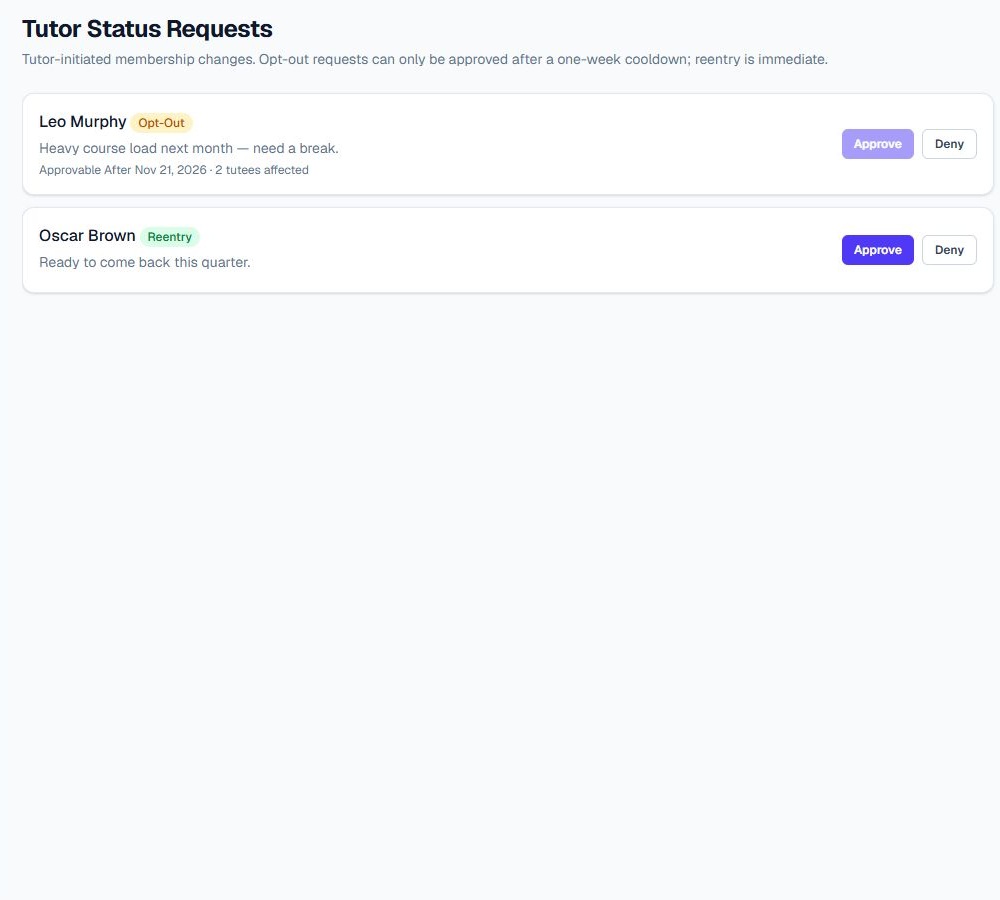 Tutor Status Requests
Tutor-initiated membership changes. Opt-out requests can only be approved after a one-week cooldown; reentry is immediate.
Leo Murphy Opt-Out
Heavy course load next month — need a break.
Approvable After Nov 21, 2026 · 2 tutees affected
Approve Deny
Oscar Brown Reentry
Ready to come back this quarter.
Approve Deny